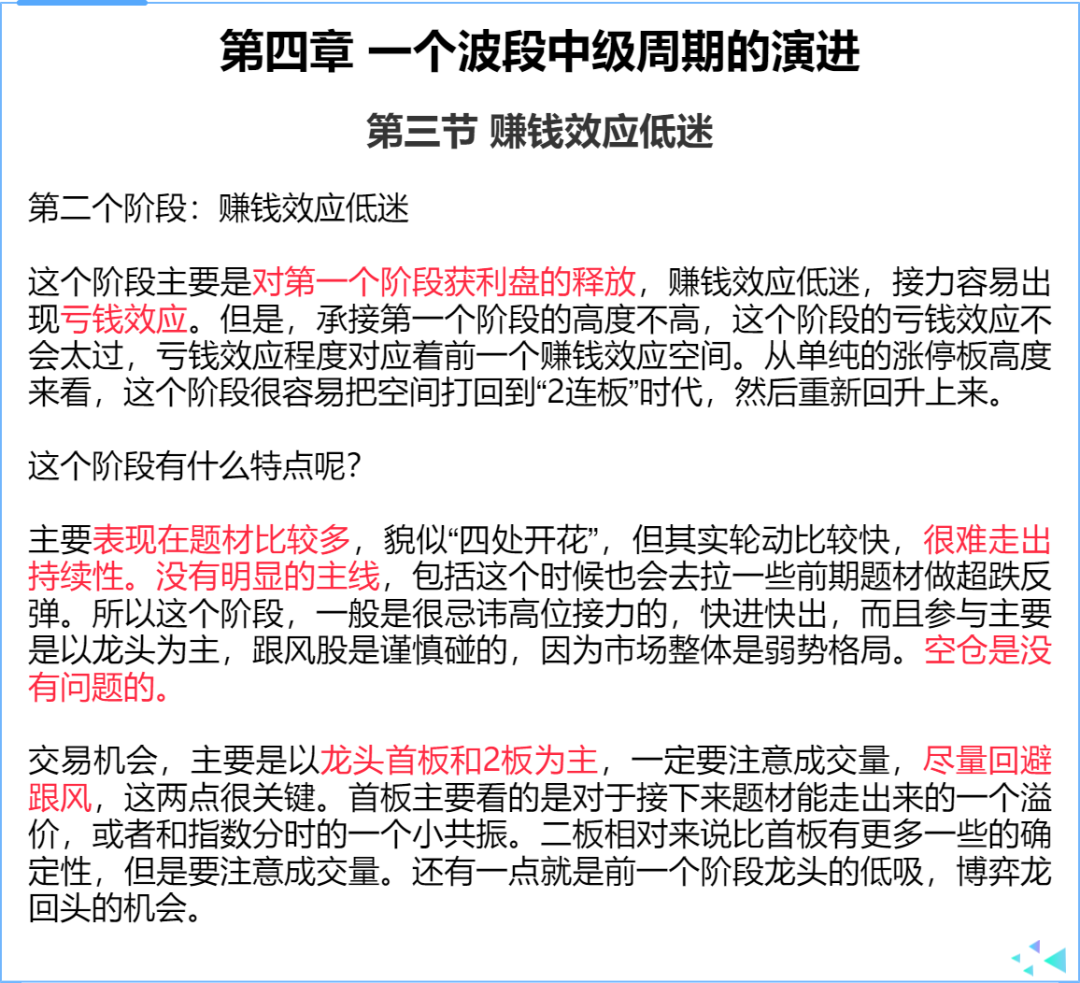 第四章 一个波段中级周期的演进
第三节 赚钱效应低迷
第二个阶段：赚钱效应低迷
这个阶段主要是对第一个阶段获利盘的释放，赚钱效应低迷，接力容易出
现亏钱效应。但是，承接第一个阶段的高度不高，这个阶段的亏钱效应不
会太过，亏钱效应程度对应着前一个赚钱效应空间。从单纯的涨停板高度
来看，这个阶段很容易把空间打回到“2连板”时代，然后重新回升上来。
这个阶段有什么特点呢？
主要表现在题材比较多，貌似“四处开花”，但其实轮动比较快，很难走出
持续性。没有明显的主线，包括这个时候也会去拉一些前期题材做超跌反
弹。所以这个阶段，一般是很忌讳高位接力的，快进快出，而且参与主要
是以龙头为主，跟风股是谨慎碰的，因为市场整体是弱势格局。空仓是没
有问题的。
交易机会，主要是以龙头首板和2板为主，一定要注意成交量，尽量回避
跟风，这两点很关键。首板主要看的是对于接下来题材能走出来的一个溢
价，或者和指数分时的一个小共振。二板相对来说比首板有更多一些的确
定性，但是要注意成交量。还有一点就是前一个阶段龙头的低吸，博弈龙
回头的机会。